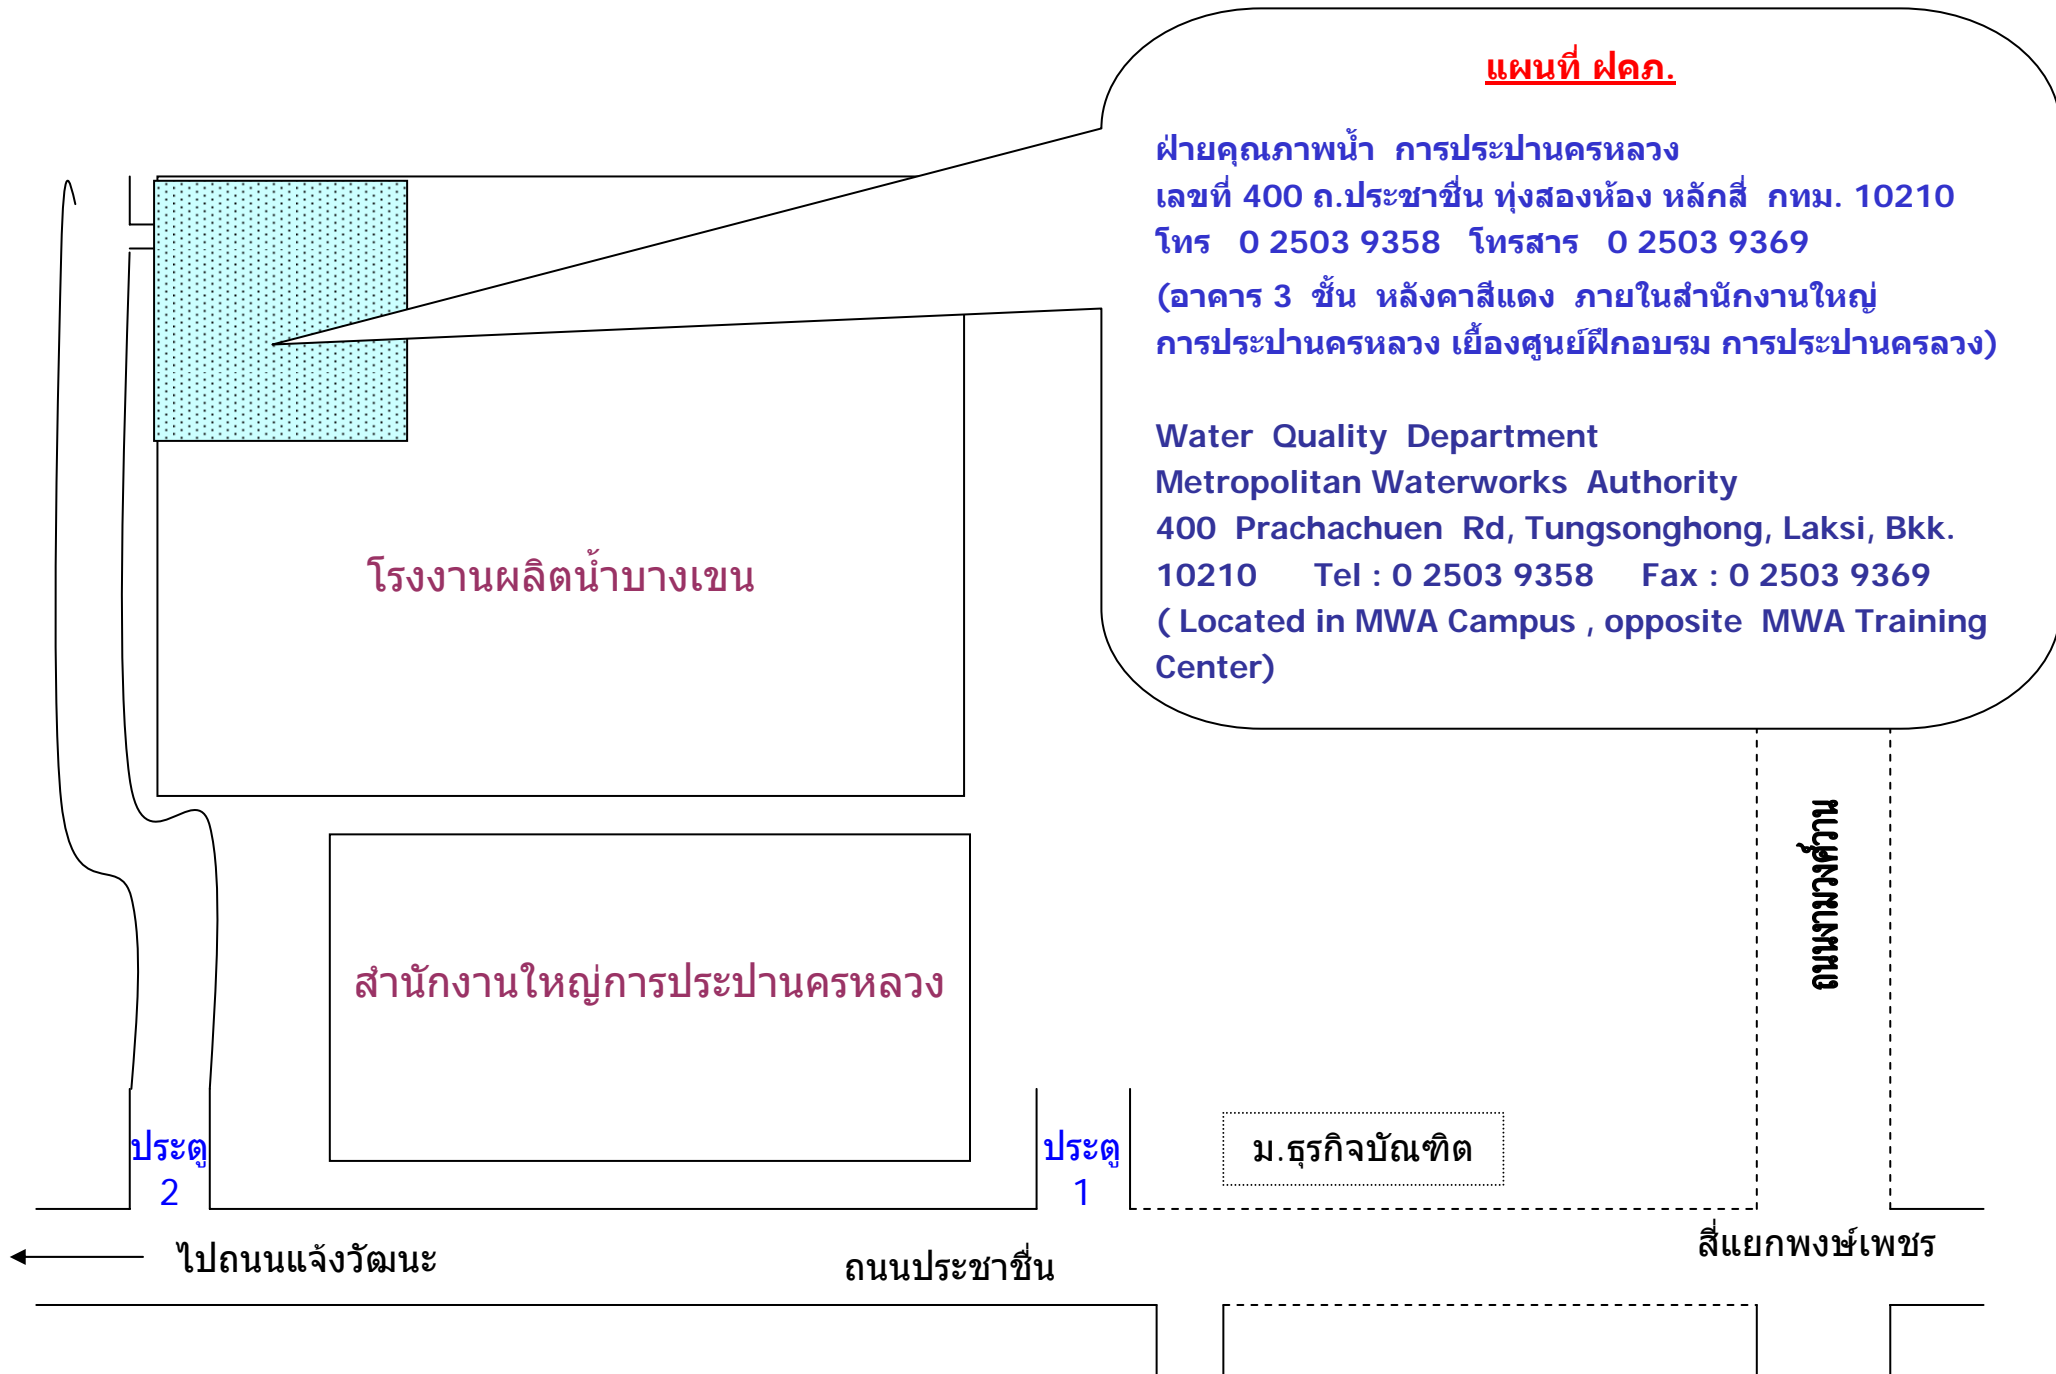 แผนที่ ฝคภ.
ฝ่ายคุณภาพน้ำ การประปานครหลวง
เลขที่ 400 ถ.ประชาชื่น ทุ่งสองห้อง หลักสี่ กทม. 10210
โทร 0 2503 9358 โทรสาร 0 2503 9369
(อาคาร 3 ชั้น หลังคาสีแดง ภายในสำนักงานใหญ่
การประปานครหลวง เยื้องศูนย์ฝึกอบรม การประปานครลวง)
Water Quality Department
Metropolitan Waterworks Authority
400 Prachachuen Rd, Tungsonghong, Laksi, Bkk.
10210 Tel : 0 2503 9358 Fax : 0 2503 9369
( Located in MWA Campus , opposite MWA Training
Center)
โรงงานผลิตน้ำบางเขน
ถนนงามวงศ์วาน
สำนักงานใหญ่การประปานครหลวง
ประตู
2
ประตู
1
ม.ธุรกิจบัณฑิต
ไปถนนแจ้งวัฒนะ
ถนนประชาชื่น
สี่แยกพงษ์เพชร